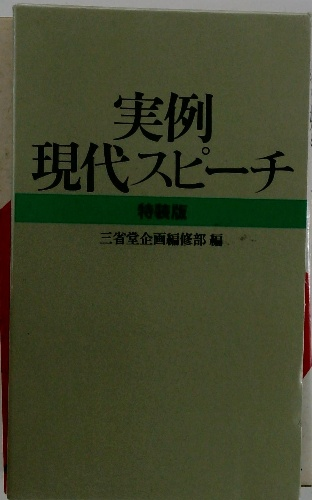 実例
現代スピーチ
特装版
三省堂企画編修部 編